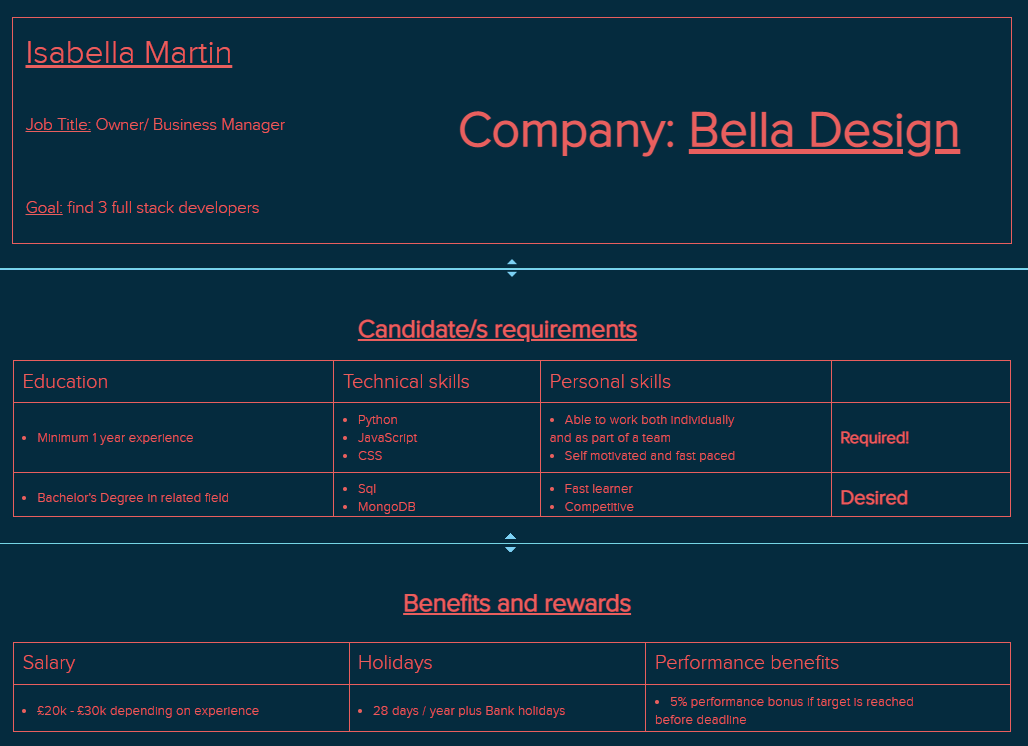 Isabella Martin
Job Title: Owner/ Business Manager
Company: Bella Design
Goal: find 3 full stack developers
Candidate/s requirements
Education
Technical skills
Personal skills
• Minimum 1 year experience
• Python
• JavaScript
• CSS
• Able to work both individually
and as part of a team
• Self motivated and fast paced
Required!
• Bachelor's Degree in related field
• Sql
• MongoDB
• Fast learner
• Competitive
Desired
Benefits and rewards
Salary
Holidays
Performance benefits
• £20k - £30k depending on experience
• 28 days / year plus Bank holidays
• 5% performance bonus if target is reached
before deadline